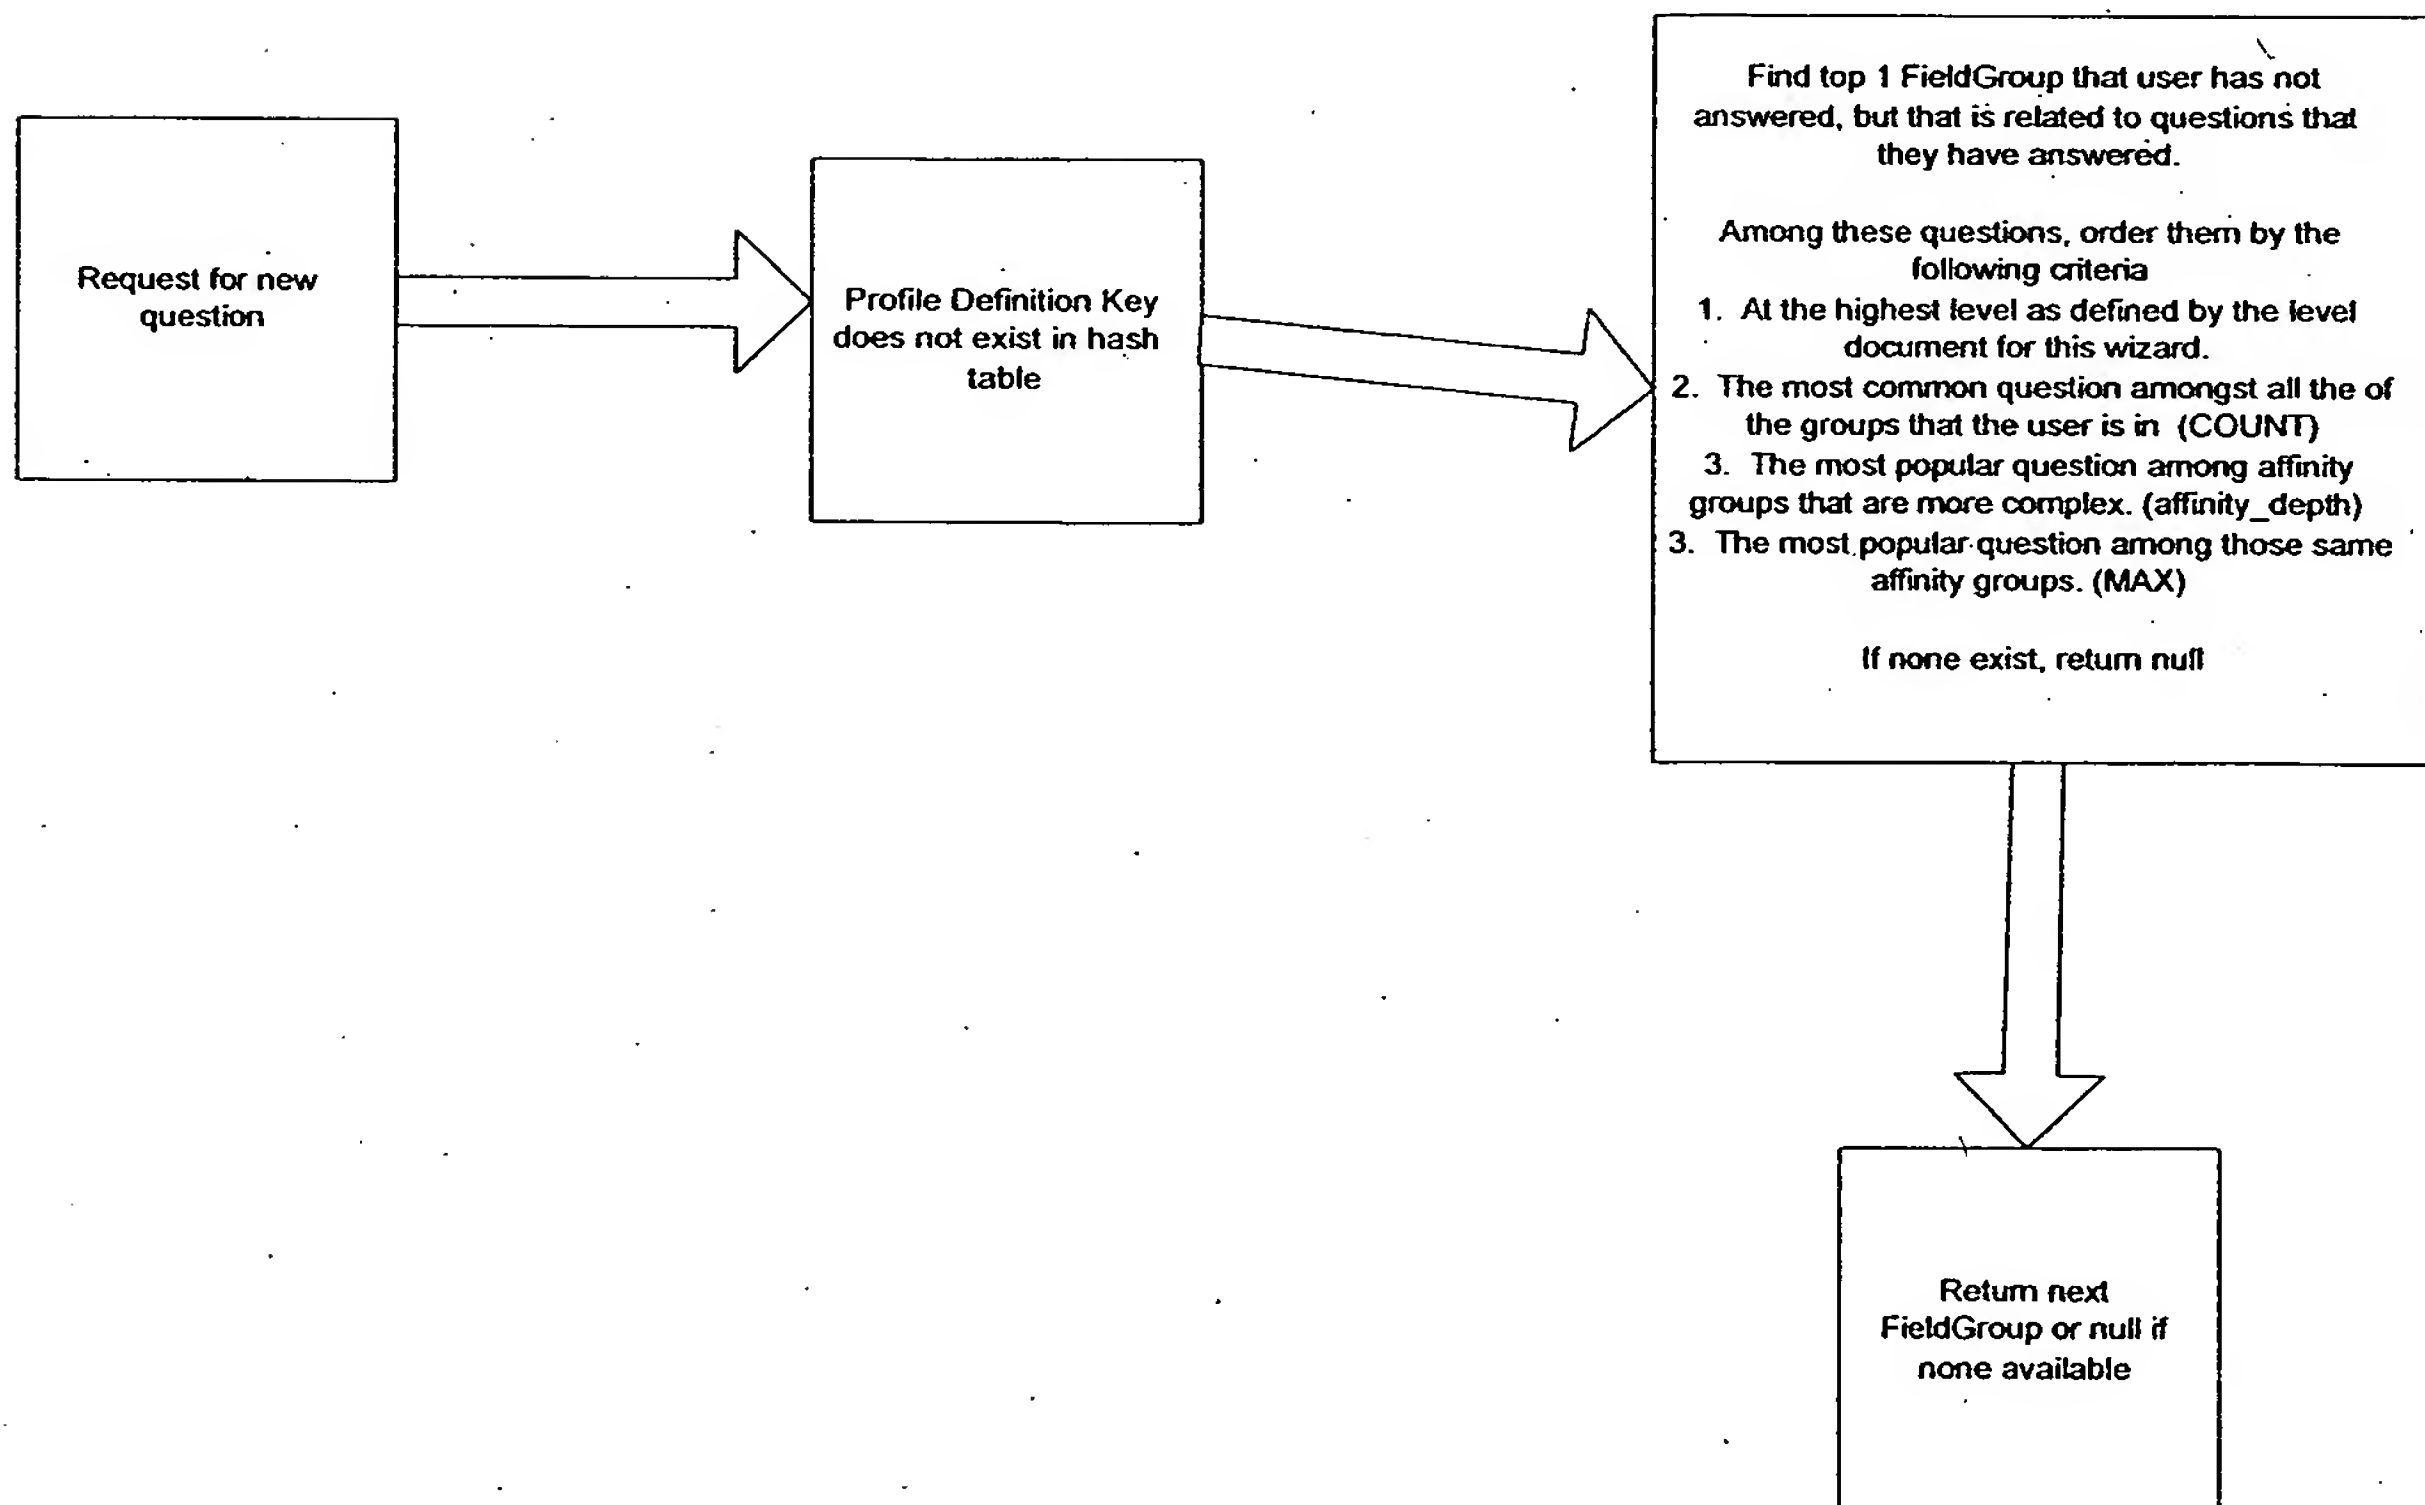 Request for new
question
Profile Definition Key
does not exist in hash
table
Find top 1 FieldGroup that user has not
answered, but that is related to questions that
they have answered.
Among these questions, order them by the
following criteria
1. At the highest level as defined by the level
document for this wizard.
2. The most common question amongst all the of
the groups that the user is in (COUNT)
3. The most popular question among affinity
groups that are more complex. (affinity_depth)
3. The most popular question among those same
affinity groups. (MAX)
If none exist, return null
Return next
FieldGroup or null if
none available